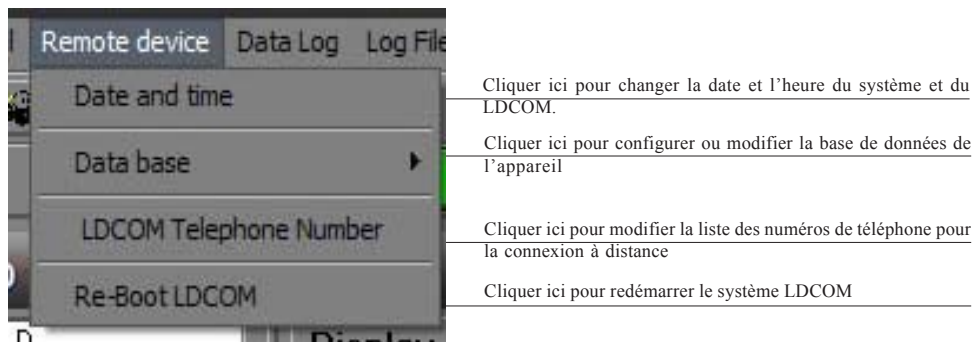 Remote device Data Log Log File
Date and time
Cliquer ici pour changer la date et l'heure du système et du
LDCOM.
Data base
Cliquer ici pour configurer ou modifier la base de données de
l'appareil
LDCOM Telephone Number
Cliquer ici pour modifier la liste des numéros de téléphone pour
la connexion à distance
Re-Boot LDCOM
Cliquer ici pour redémarrer le système LDCOM